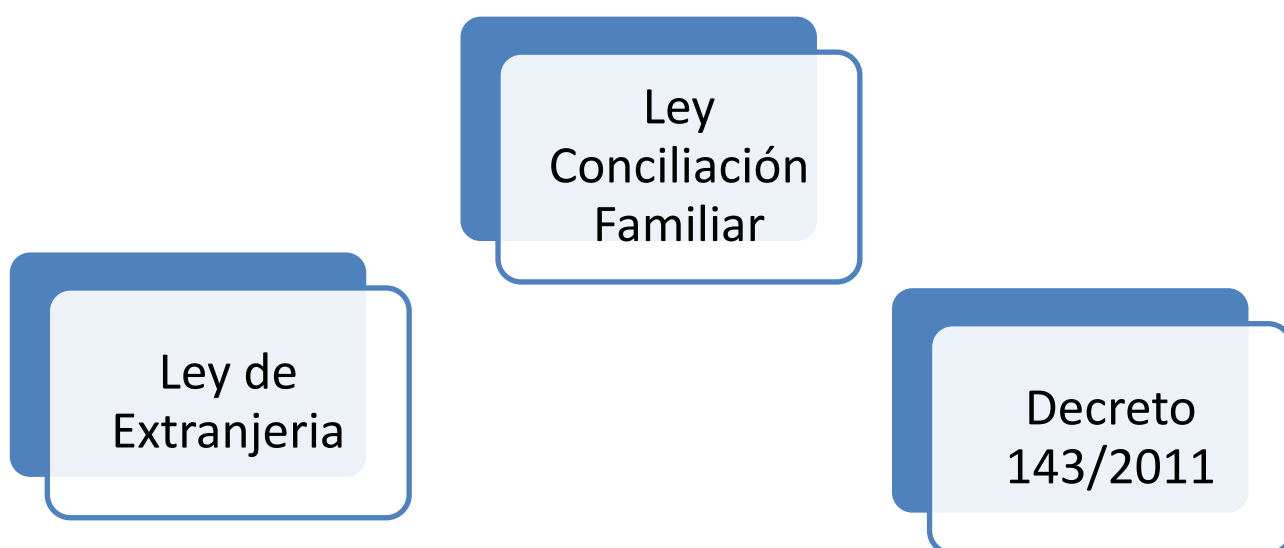 Ley
Conciliación
Familiar
Ley de
Extranjeria
Decreto
143/2011